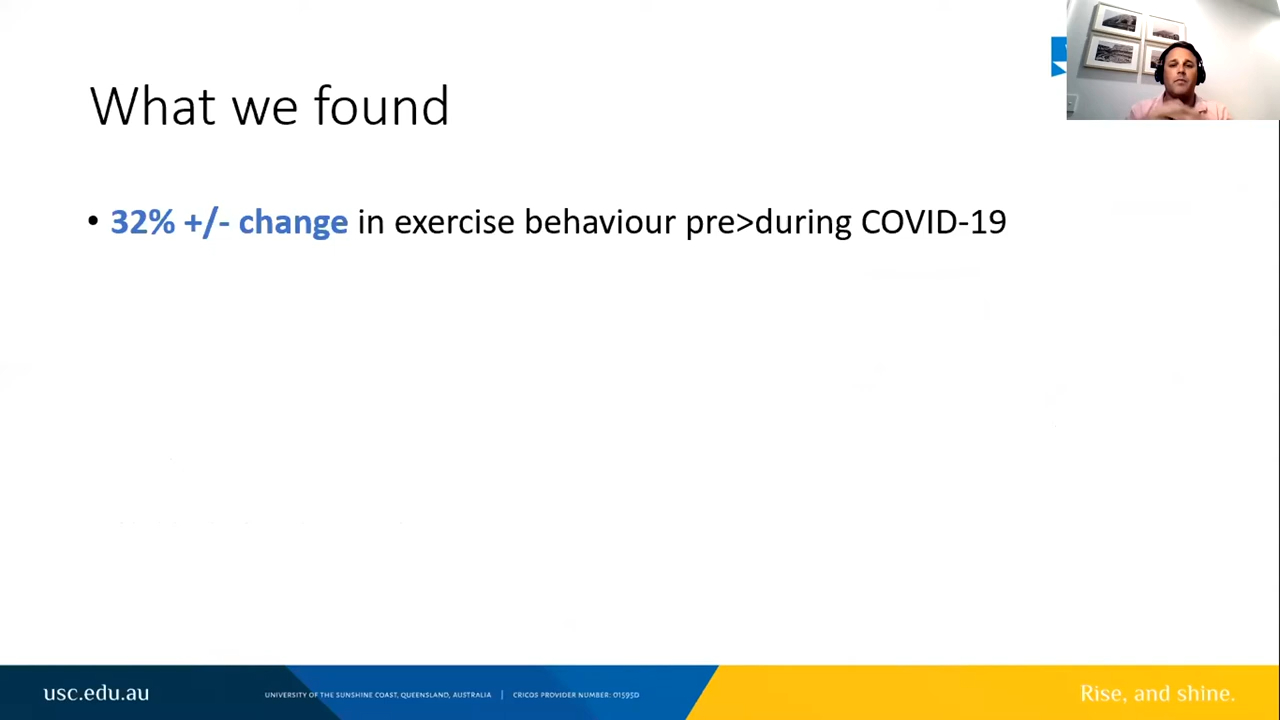 What we found
• 32% +/- change in exercise behaviour pre>during COVID-19
usc.edu.au
UNIVERSITY OF THE SUNSHINE COAST, QUEENSLAND, AUSTRALIA | CRICOS PROVIDER NUMBER: 01595D
Rise, and shine.